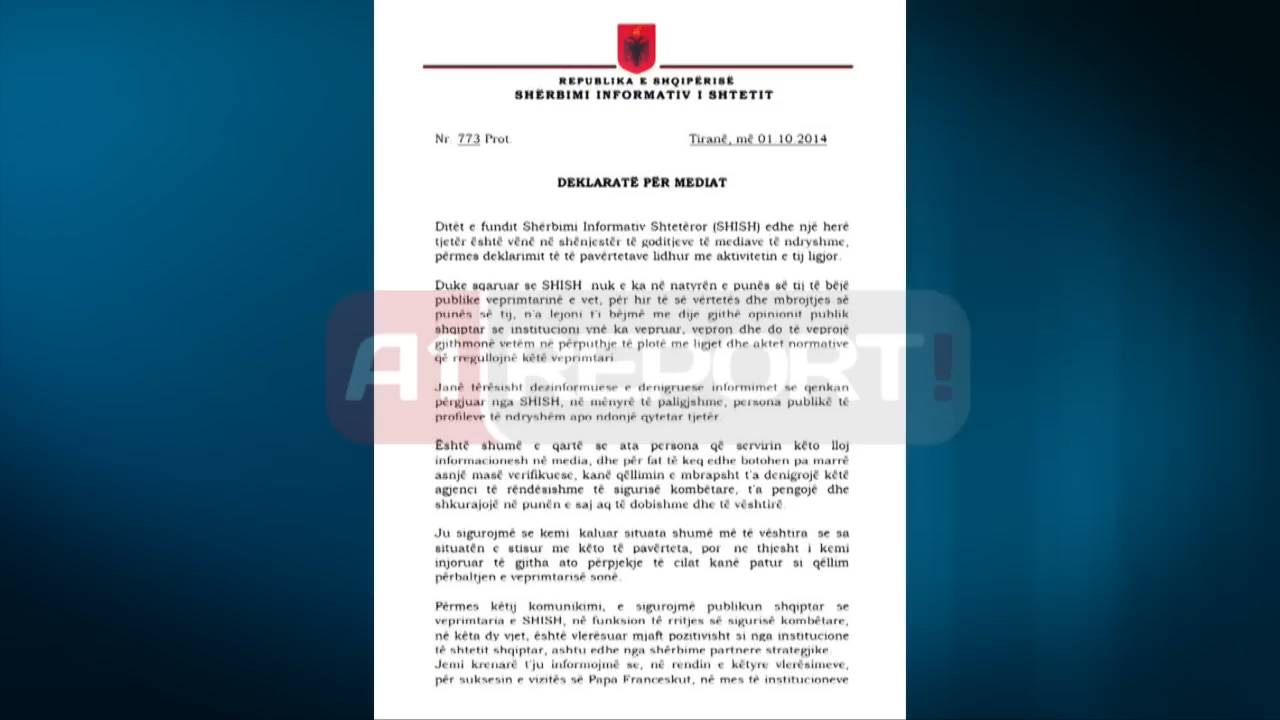 REPUBLIKA E SHQIPËRISË
SHËRBIMI INFORMATIV I SHTETIT
Nr. 773 Prot. Tiranë, më 01.10.2014
DEKLARATË PËR MEDIAT
Ditët e fundit Shërbimi Informativ Shtetëror (SHISH) edhe një herë
tjetër është vënë në shënjestër të goditjeve të mediave të ndryshme,
përmes deklarimit të të pavërtetave lidhur me aktivitetin e tij ligjor.
Duke sqaruar se SHISH nuk e ka në natyrën e punës së tij të bëjë
publike veprimtarinë e vet, për hir të së vërtetës dhe mbrojtjes së
punës së tij, n'a lejoni t'i bëjmë me dije gjithë opinionit publik
shqiptar se institucioni ynë ka vepruar, vepron dhe do të veprojë
gjithmonë vetëm në përputhje të plotë me ligjet dhe aktet normative
që rregullojnë këtë veprimtari.
A1 REPORT!
Janë tërësisht dezinformuese e denigruese informimet se qenkan
përgjuar nga SHISH, në mënyrë të paligjshme, persona publikë të
profileve të ndryshëm apo ndonjë qytetar tjetër.
Është shumë e qartë se ata persona që servirin këto lloj
informacionesh në media, dhe për fat të keq edhe botohen pa marrë
asnjë masë verifikuese, kanë qëllimin e mbrapsht t'a denigrojë këtë
agjenci të rëndësishme të sigurisë kombëtare, t'a pengojë dhe
shkurajojë në punën e saj aq të dobishme dhe të vështirë.
Ju sigurojmë se kemi kaluar situata shumë më të vështira se sa
situatën e stisur me këto të pavërteta, por ne thjesht i kemi
injoruar të gjitha ato përpjekje të cilat kanë patur si qëllim
përbaltjen e veprimtarisë sonë.
Përmes këtij komunikimi, e sigurojmë publikun shqiptar se
veprimtaria e SHISH, në funksion të rritjes së sigurisë kombëtare,
në këta dy vjet, është vlerësuar mjaft pozitivisht si nga institucione
të shtetit shqiptar, ashtu edhe nga shërbime partnere strategjike.
Jemi krenarë t'ju informojmë se, në rendin e këtyre vlerësimeve,
për suksesin e vizitës së Papa Franceskut, në mes të institucioneve